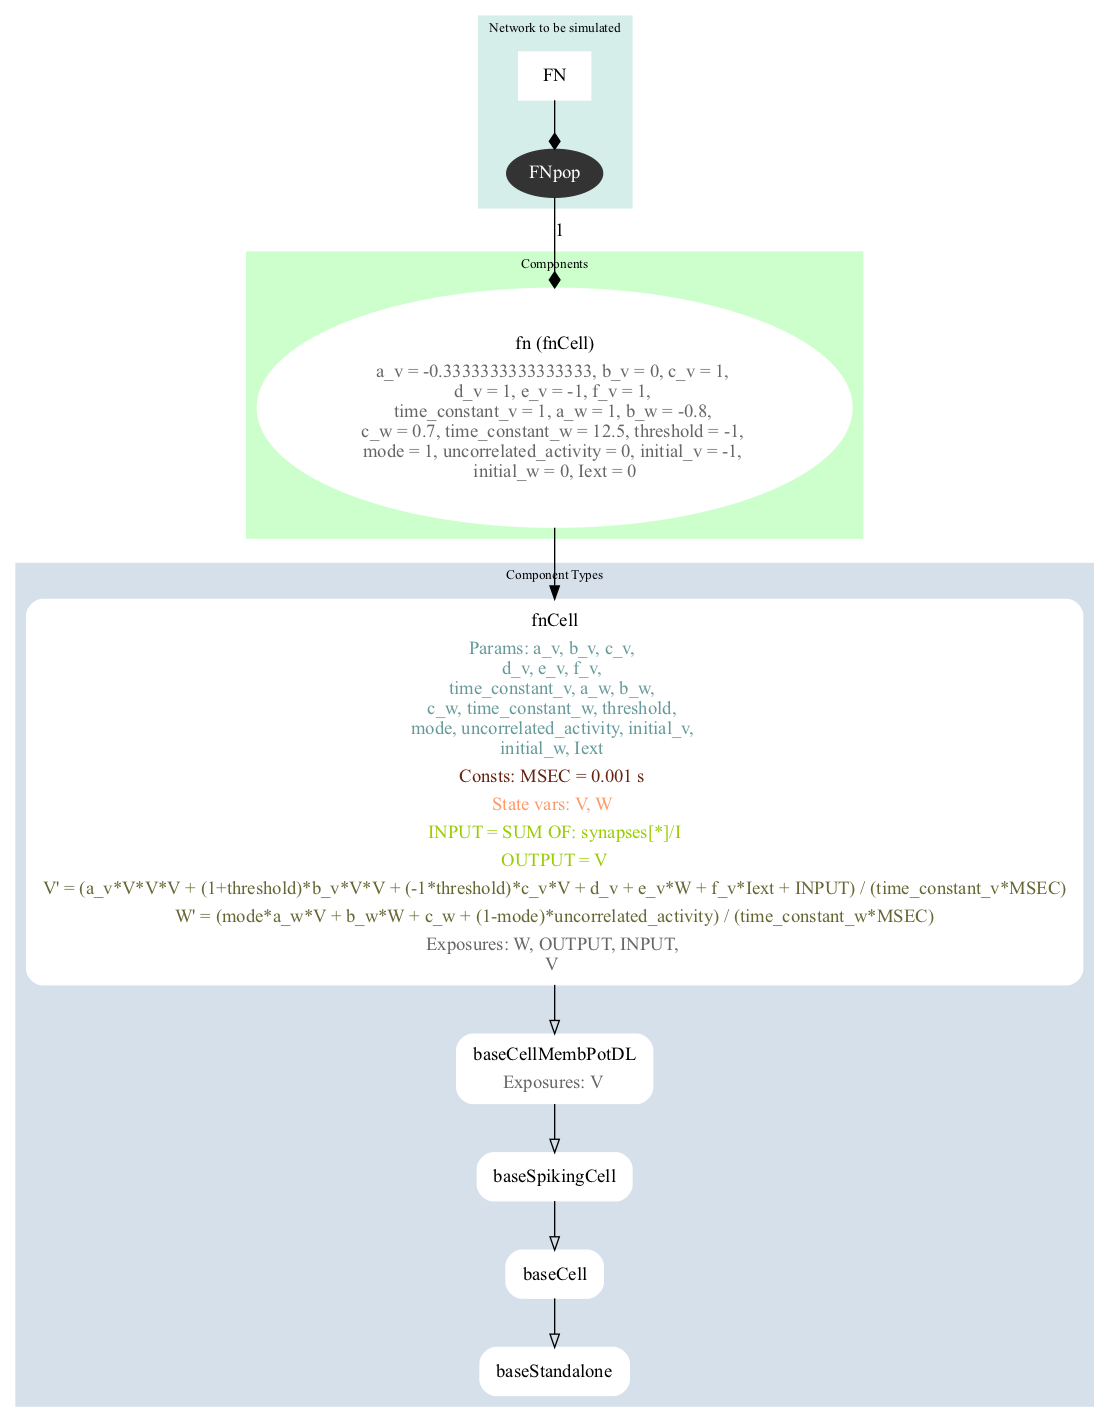 Network to be simulated
FN
FNpop
1
Components
fn (fnCell)
a_v = -0.3333333333333333, b_v = 0, c_v = 1,
d_v = 1, e_v = -1, f_v = 1,
time_constant_v = 1, a_w = 1, b_w = -0.8,
c_w = 0.7, time_constant_w = 12.5, threshold = -1,
mode = 1, uncorrelated_activity = 0, initial_v = -1,
initial_w = 0, Iext = 0
Component Types
fnCell
Params: a_v, b_v, c_v,
d_v, e_v, f_v,
time_constant_v, a_w, b_w,
c_w, time_constant_w, threshold,
mode, uncorrelated_activity, initial_v,
initial_w, Iext
Consts: MSEC = 0.001 s
State vars: V, W
INPUT = SUM OF: synapses[*]/I
OUTPUT = V
V' = (a_v*V*V*V + (1+threshold)*b_v*V*V + (-1*threshold)*c_v*V + d_v + e_v*W + f_v*Iext + INPUT) / (time_constant_v*MSEC)
W' = (mode*a_w*V + b_w*W + c_w + (1-mode)*uncorrelated_activity) / (time_constant_w*MSEC)
Exposures: W, OUTPUT, INPUT,
V
baseCellMembPotDL
Exposures: V
baseSpikingCell
baseCell
baseStandalone